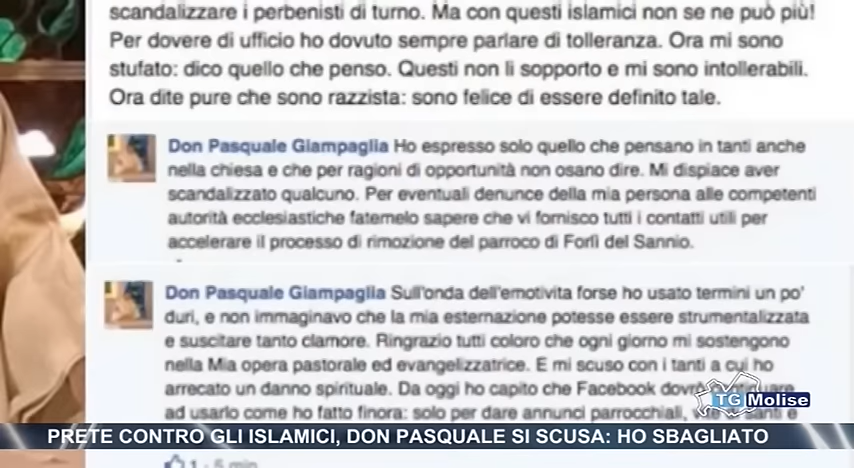 scandalizzare i perbenisti di turno. Ma con questi islamici non se ne può più!
Per dovere di ufficio ho dovuto sempre parlare di tolleranza. Ora mi sono
stufato: dico quello che penso. Questi non li sopporto e mi sono intollerabili.
Ora dite pure che sono razzista: sono felice di essere definito tale.
Don Pasquale Giampaglia Ho espresso solo quello che pensano in tanti anche
nella chiesa e che per ragioni di opportunità non osano dire. Mi dispiace aver
scandalizzato qualcuno. Per eventuali denunce della mia persona alle competenti
autorità ecclesiastiche fatemelo sapere che vi fornisco tutti i contatti utili per
accelerare il processo di rimozione del parroco di Forlì del Sannio.
Don Pasquale Giampaglia Sull'onda dell'emotivita forse ho usato termini un po'
duri, e non immaginavo che la mia esternazione potesse essere strumentalizzata
e suscitare tanto clamore. Ringrazio tutti coloro che ogni giorno mi sostengono
nella Mia opera pastorale ed evangelizzatrice. E mi scuso con i tanti a cui ho
arrecato un danno spirituale. Da oggi ho capito che Facebook dovrò
ad usarlo come ho fatto finora: solo per dare annunci parrocchiali,
TG Molise
PRETE CONTRO GLI ISLAMICI, DON PASQUALE SI SCUSA: HO SBAGLIATO
1 · 5 min